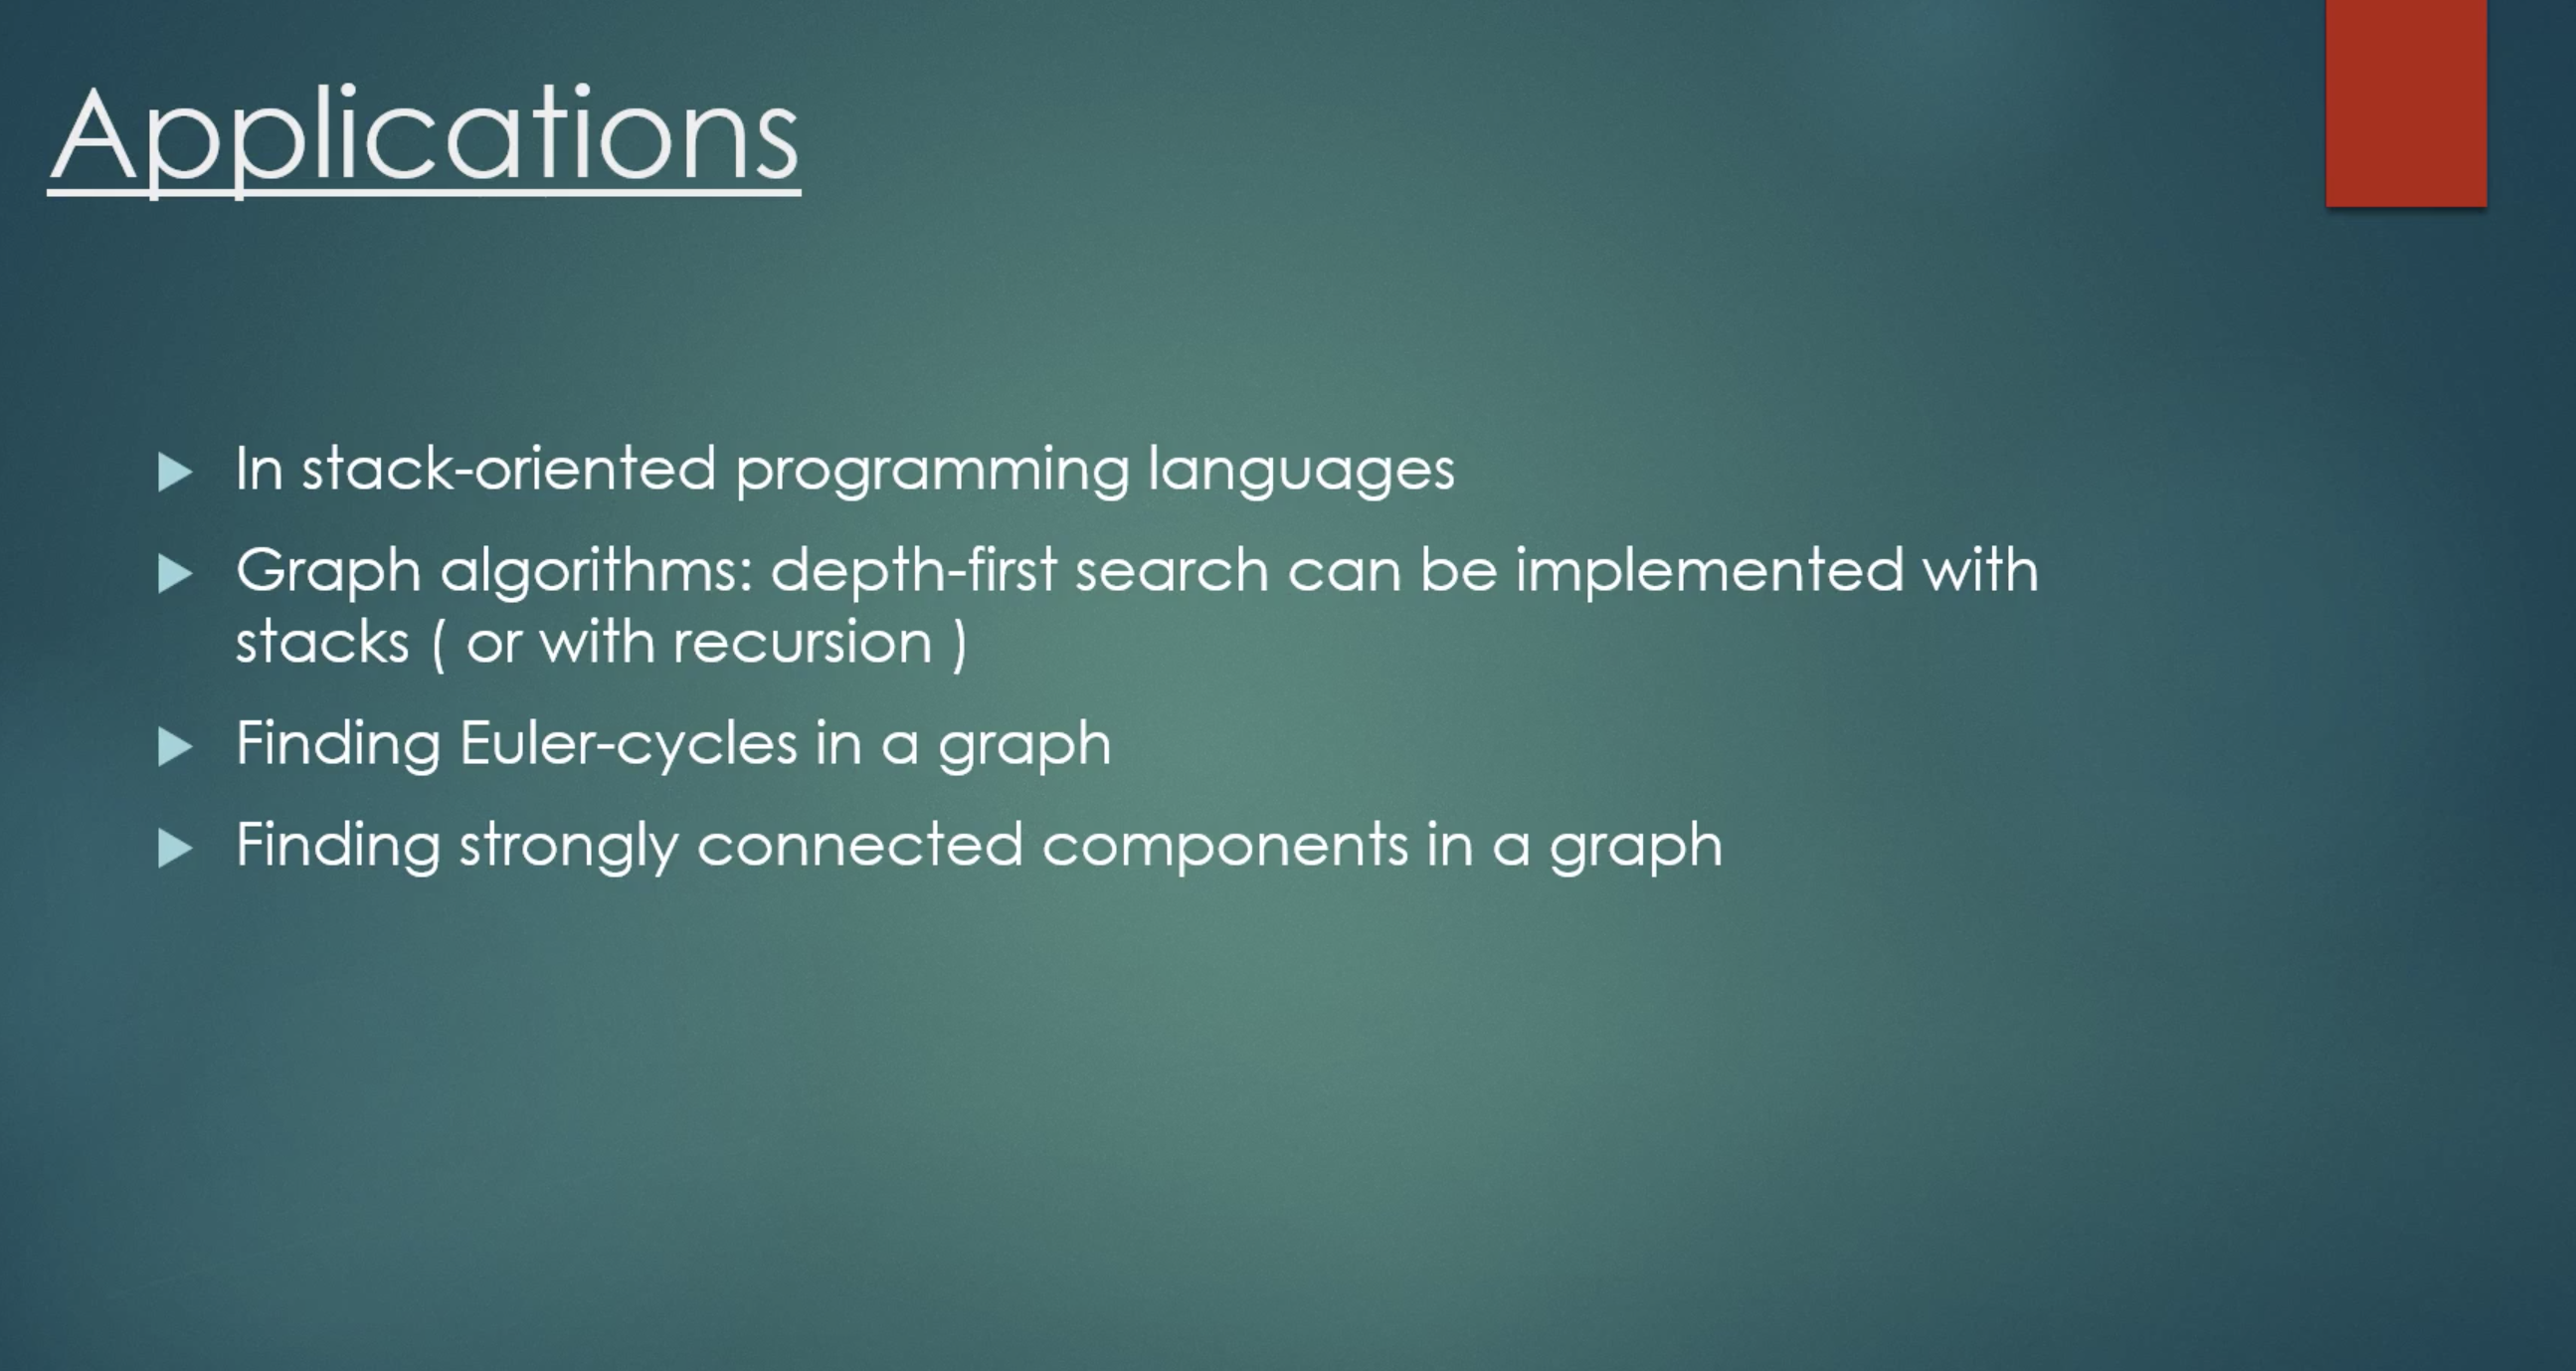 Applications
In stack-oriented programming languages
Graph algorithms: depth-first search can be implemented with
stacks ( or with recursion )
Finding Euler-cycles in a graph
Finding strongly connected components in a graph